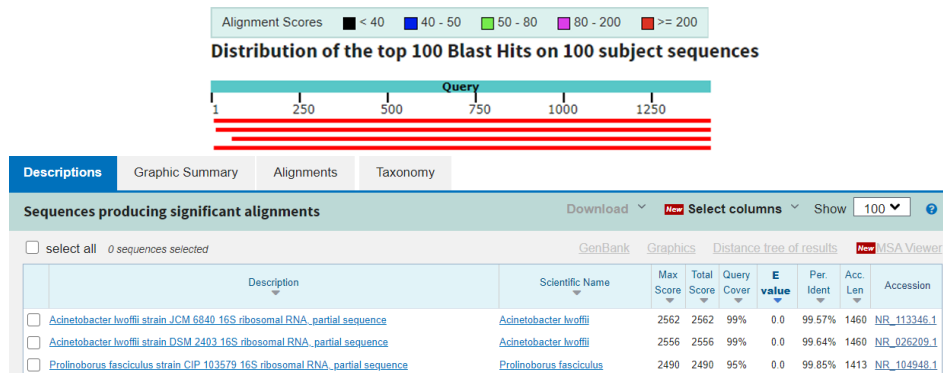 Alignment Scores < 40 40 - 50 50 - 80 80 - 200 >= 200
Distribution of the top 100 Blast Hits on 100 subject sequences
Query
1 250 500 750 1000 1250
Descriptions Graphic Summary Alignments Taxonomy
Sequences producing significant alignments Download New Select columns Show 100 ?
select all 0 sequences selected GenBank Graphics Distance tree of results New MSA Viewer
Description Scientific Name Max Score Total Score Query Cover E value Per. Ident Acc. Len Accession
Acinetobacter lwoffii strain JCM 6840 16S ribosomal RNA, partial sequence Acinetobacter lwoffii 2562 2562 99% 0.0 99.57% 1460 NR_113346.1
Acinetobacter lwoffii strain DSM 2403 16S ribosomal RNA, partial sequence Acinetobacter lwoffii 2556 2556 99% 0.0 99.64% 1460 NR_026209.1
Prolinoborus fasciculus strain CIP 103579 16S ribosomal RNA, partial sequence Prolinoborus fasciculus 2490 2490 95% 0.0 99.85% 1413 NR_104948.1